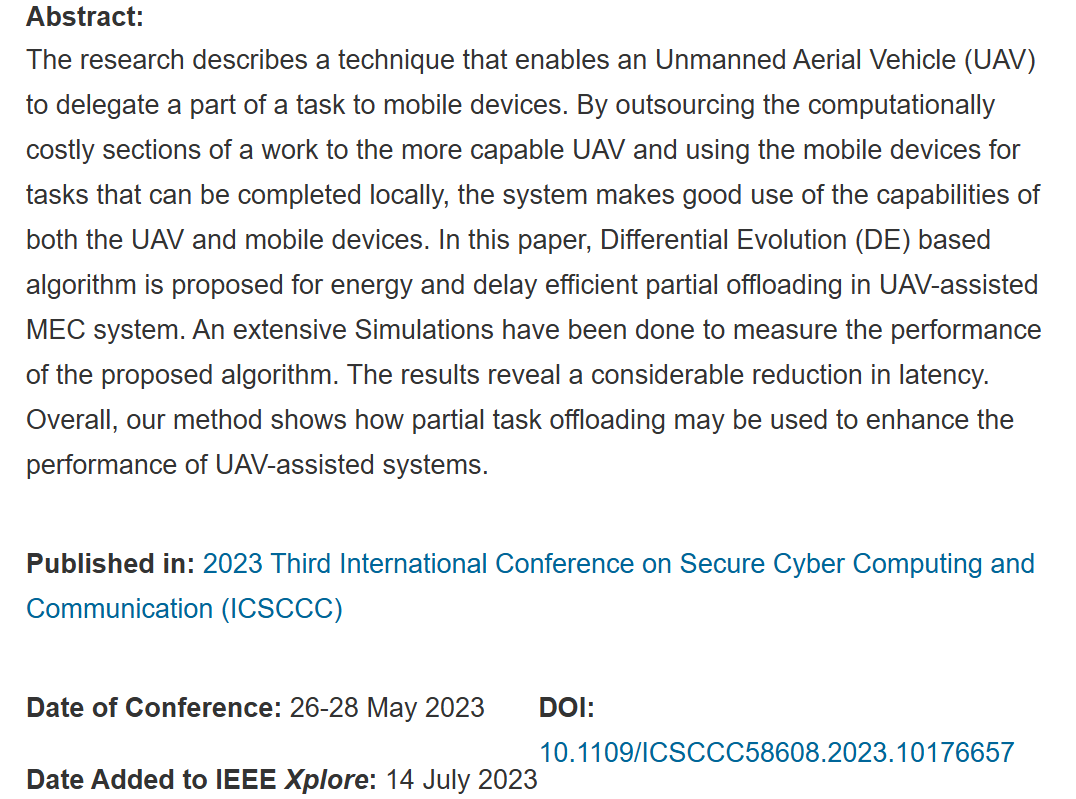 Abstract:
The research describes a technique that enables an Unmanned Aerial Vehicle (UAV)
to delegate a part of a task to mobile devices. By outsourcing the computationally
costly sections of a work to the more capable UAV and using the mobile devices for
tasks that can be completed locally, the system makes good use of the capabilities of
both the UAV and mobile devices. In this paper, Differential Evolution (DE) based
algorithm is proposed for energy and delay efficient partial offloading in UAV-assisted
MEC system. An extensive Simulations have been done to measure the performance
of the proposed algorithm. The results reveal a considerable reduction in latency.
Overall, our method shows how partial task offloading may be used to enhance the
performance of UAV-assisted systems.
Published in: 2023 Third International Conference on Secure Cyber Computing and
Communication (ICSCCC)
Date of Conference: 26-28 May 2023
Date Added to IEEE Xplore: 14 July 2023
DOI:
10.1109/ICSCCC58608.2023.10176657